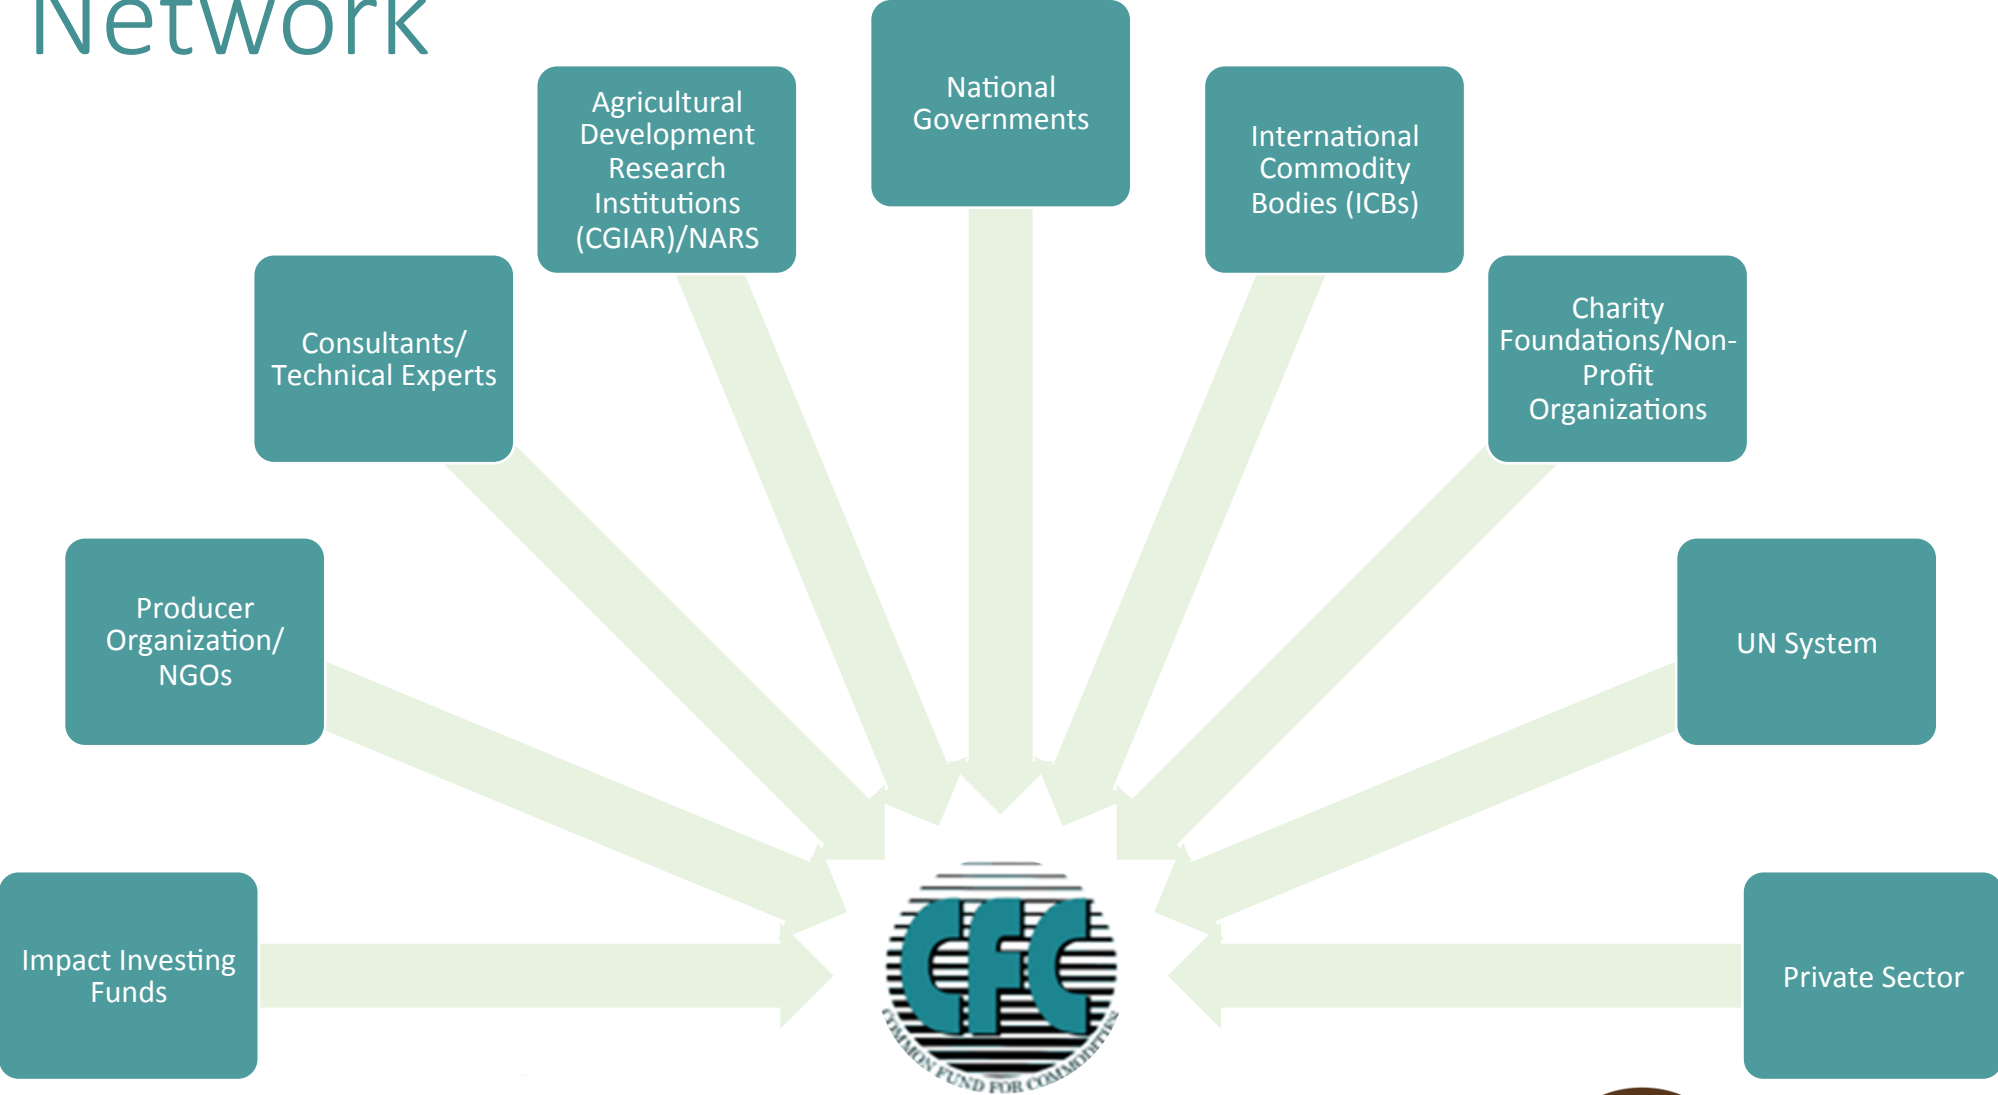 Network
National
Governments
Agricultural
Development
Research
Institutions
(CGIAR)/NARS
International
Commodity
Bodies (ICBs)
Consultants/
Technical Experts
Charity
Foundations/Non-
Profit
Organizations
Producer
Organization/
NGOs
UN System
Impact Investing
Funds
Private Sector
CFC
COMMON FUND FOR COMMODITIES